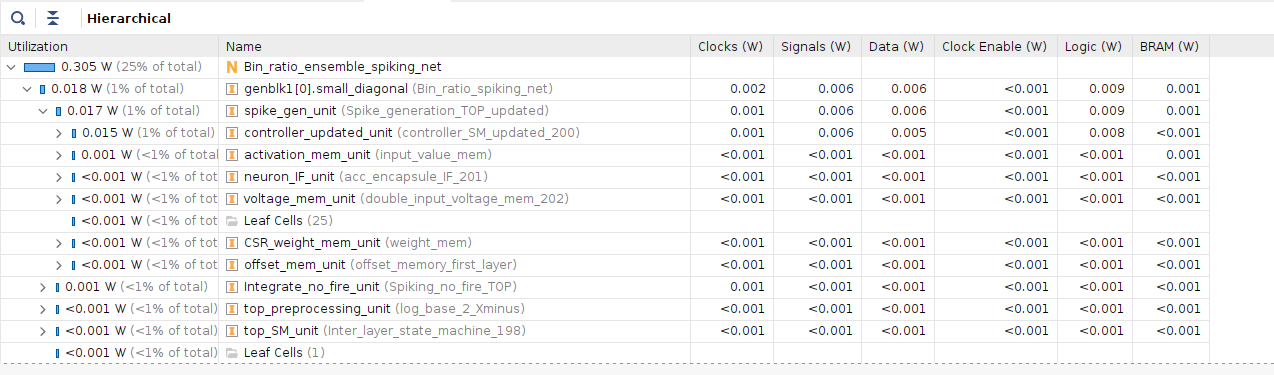 Hierarchical
Utilization Name Clocks (W) Signals (W) Data (W) Clock Enable (W) Logic (W) BRAM (W)
0.305 W (25% of total) N Bin_ratio_ensemble_spiking_net
0.018 W (1% of total) I genblk1[0].small_diagonal (Bin_ratio_spiking_net) 0.002 0.006 0.006 <0.001 0.009 0.001
0.017 W (1% of total) I spike_gen_unit (Spike_generation_TOP_updated) 0.001 0.006 0.006 <0.001 0.009 0.001
0.015 W (1% of total) I controller_updated_unit (controller_SM_updated_200) 0.001 0.006 0.005 <0.001 0.008 <0.001
0.001 W (<1% of total I activation_mem_unit (input_value_mem) <0.001 <0.001 <0.001 <0.001 <0.001 0.001
<0.001 W (<1% of tot I neuron_IF_unit (acc_encapsule_IF_201) <0.001 <0.001 <0.001 <0.001 <0.001 <0.001
<0.001 W (<1% of tot I voltage_mem_unit (double_input_voltage_mem_202) <0.001 <0.001 <0.001 <0.001 <0.001 <0.001
<0.001 W (<1% of tot Leaf Cells (25)
<0.001 W (<1% of tot I CSR_weight_mem_unit (weight_mem) <0.001 <0.001 <0.001 <0.001 <0.001 <0.001
<0.001 W (<1% of tot I offset_mem_unit (offset_memory_first_layer) <0.001 <0.001 <0.001 <0.001 <0.001 <0.001
0.001 W (<1% of total) I Integrate_no_fire_unit (Spiking_no_fire_TOP) 0.001 <0.001 <0.001 <0.001 <0.001 <0.001
<0.001 W (<1% of total) I top_preprocessing_unit (log_base_2_Xminus) <0.001 <0.001 <0.001 <0.001 <0.001 <0.001
<0.001 W (<1% of total) I top_SM_unit (Inter_layer_state_machine_198) <0.001 <0.001 <0.001 <0.001 <0.001 <0.001
<0.001 W (<1% of total) Leaf Cells (1)